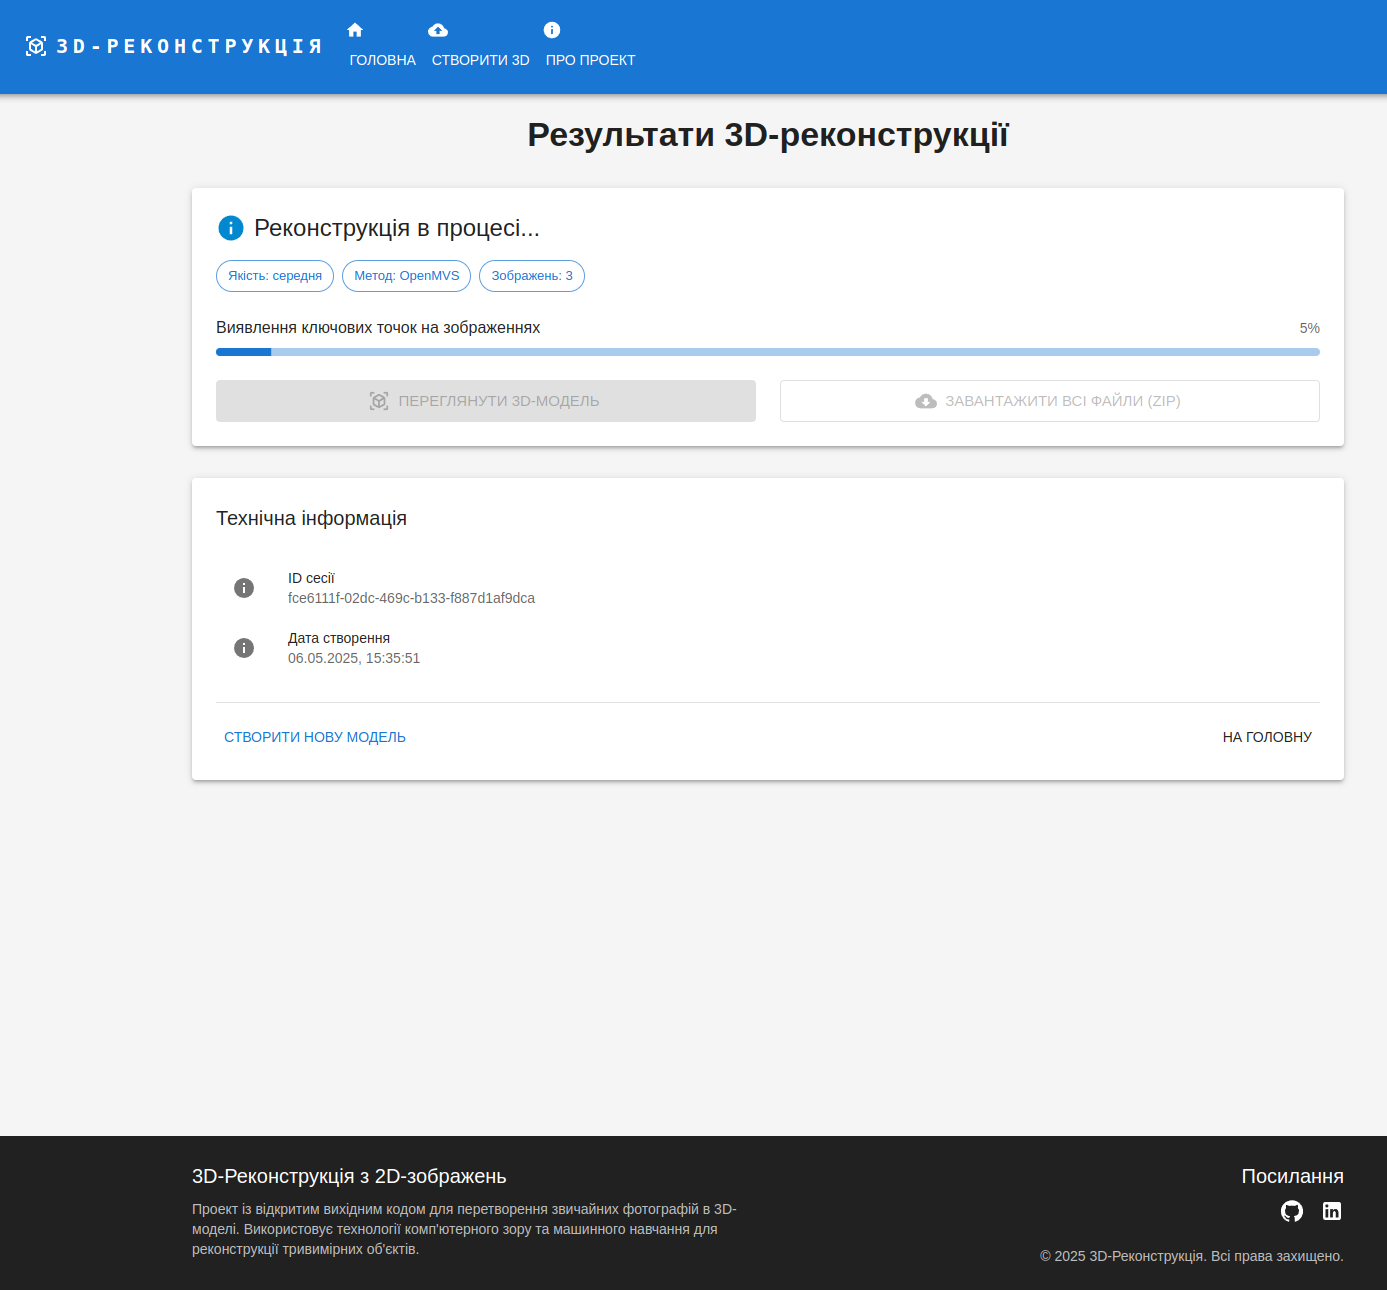 3D-РЕКОНСТРУКЦІЯ
ГОЛОВНА
СТВОРИТИ 3D
ПРО ПРОЕКТ
Результати 3D-реконструкції
Реконструкція в процесі...
Якість: середня
Метод: OpenMVS
Зображень: 3
Виявлення ключових точок на зображеннях
5%
ПЕРЕГЛЯНУТИ 3D-МОДЕЛЬ
ЗАВАНТАЖИТИ ВСІ ФАЙЛИ (ZIP)
Технічна інформація
ID сесії
fce6111f-02dc-469c-b133-f887d1af9dca
Дата створення
06.05.2025, 15:35:51
СТВОРИТИ НОВУ МОДЕЛЬ
НА ГОЛОВНУ
3D-Реконструкція з 2D-зображень
Проект із відкритим вихідним кодом для перетворення звичайних фотографій в 3D-
моделі. Використовує технології комп'ютерного зору та машинного навчання для
реконструкції тривимірних об'єктів.
Посилання
© 2025 3D-Реконструкція. Всі права захищено.